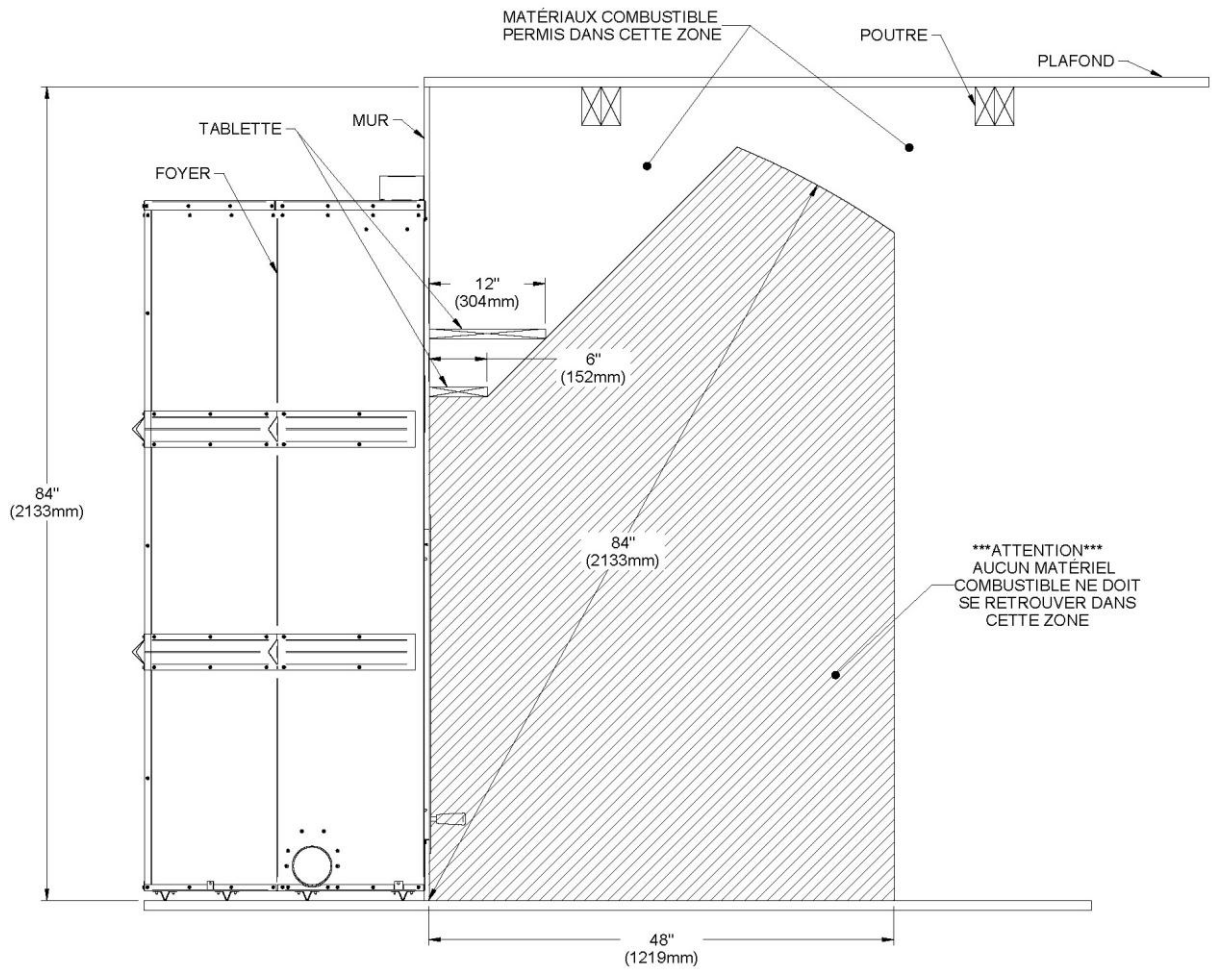 MATÉRIAUX COMBUSTIBLE
PERMIS DANS CETTE ZONE
POUTRE
PLAFOND
TABLETTE
MUR
FOYER
12"
(304mm)
6"
(152mm)
84"
(2133mm)
84"
(2133mm)
***ATTENTION***
AUCUN MATÉRIEL
COMBUSTIBLE NE DOIT
SE RETROUVER DANS
CETTE ZONE
48"
(1219mm)